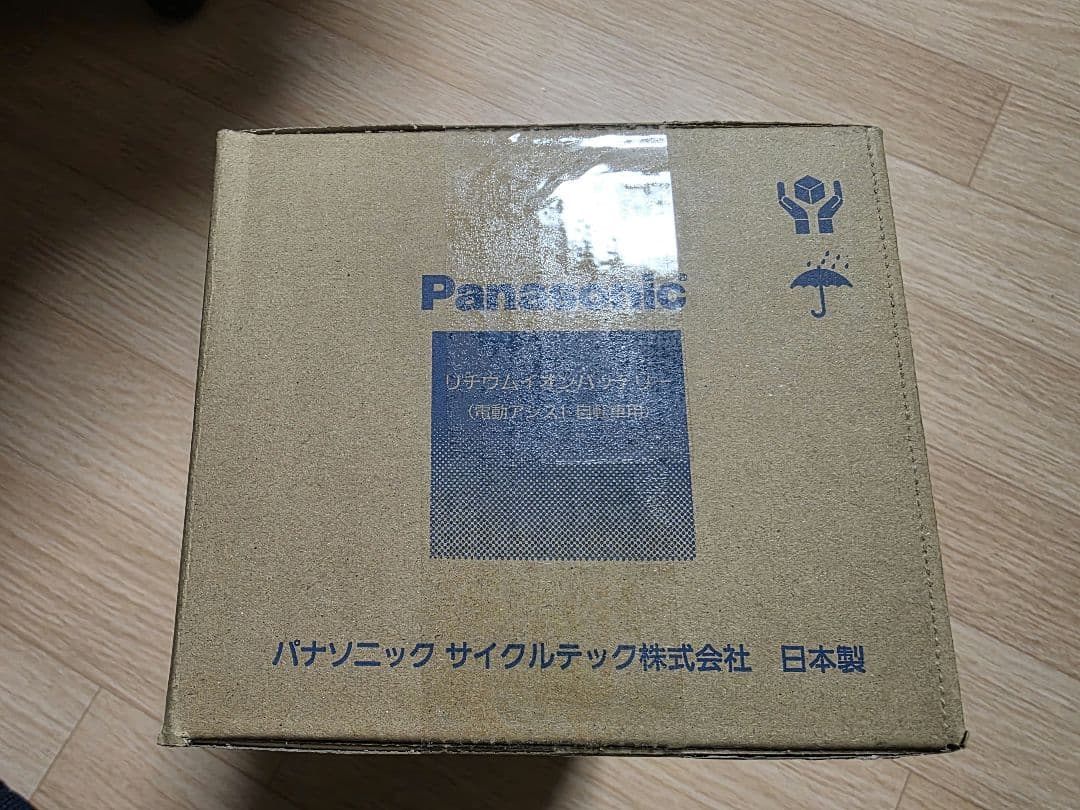 Panasonic
リチウムイオンバッテリー
（電動アシスト自転車用）
パナソニック サイクルテック株式会社 日本製